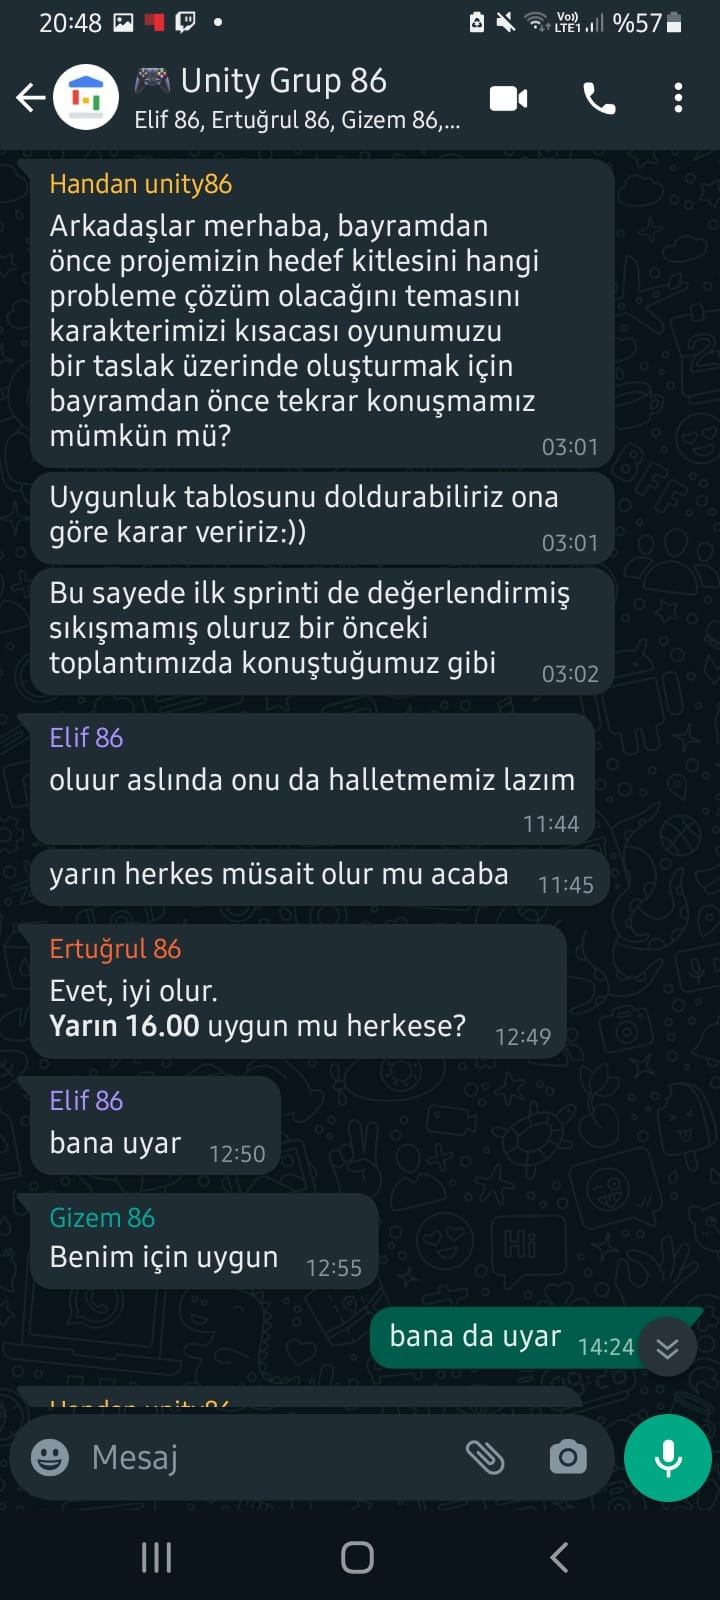 20:48
Vo))
LTE1
%57
🎮 Unity Grup 86
Elif 86, Ertuğrul 86, Gizem 86,...
Handan unity86
Arkadaşlar merhaba, bayramdan
önce projemizin hedef kitlesini hangi
probleme çözüm olacağını temasını
karakterimizi kısacası oyunumuzu
bir taslak üzerinde oluşturmak için
bayramdan önce tekrar konuşmamız
mümkün mü?
03:01
Uygunluk tablosunu doldurabiliriz ona
göre karar veririz:))
03:01
Bu sayede ilk sprinti de değerlendirmiş
sıkışmamış oluruz bir önceki
toplantımızda konuştuğumuz gibi
03:02
Elif 86
oluur aslında onu da halletmemiz lazım
11:44
yarın herkes müsait olur mu acaba
11:45
Ertuğrul 86
Evet, iyi olur.
Yarın 16.00 uygun mu herkese?
12:49
Elif 86
bana uyar
12:50
Gizem 86
Benim için uygun
12:55
bana da uyar
14:24
Handan unity86
Mesaj